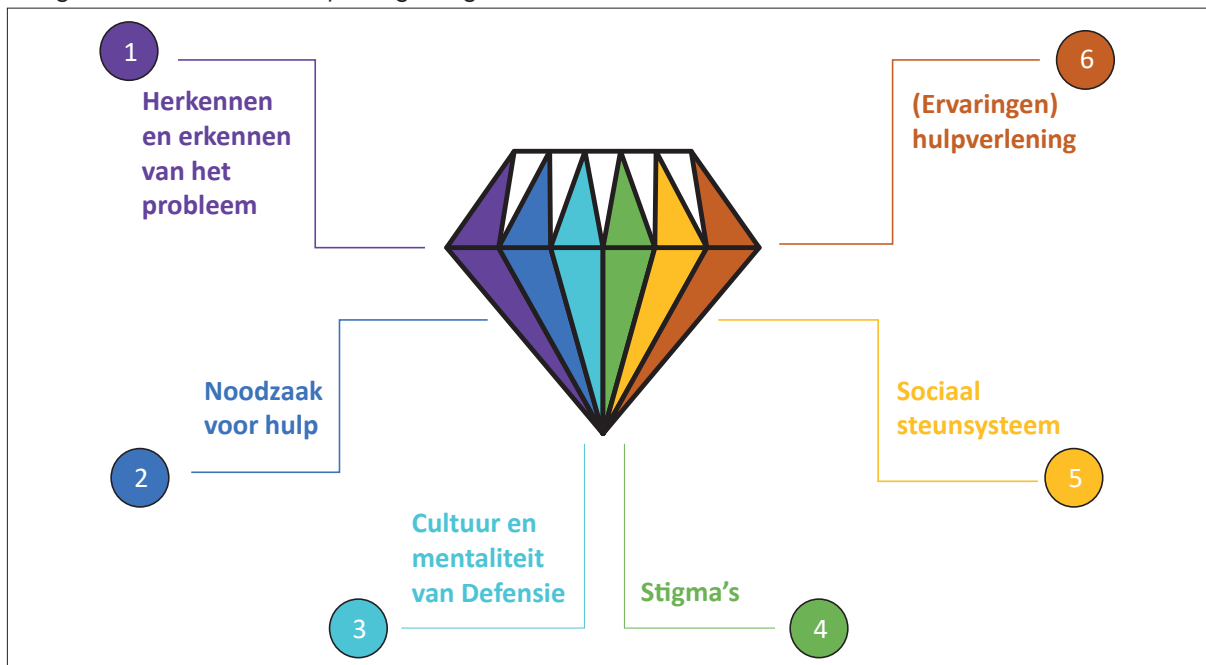 1
Herkennen
en erkennen
van het
probleem
2
Noodzaak
voor hulp
3
Cultuur en
mentaliteit
van Defensie
4
Stigma's
5
Sociaal
steunsysteem
6
(Ervaringen)
hulpverlening